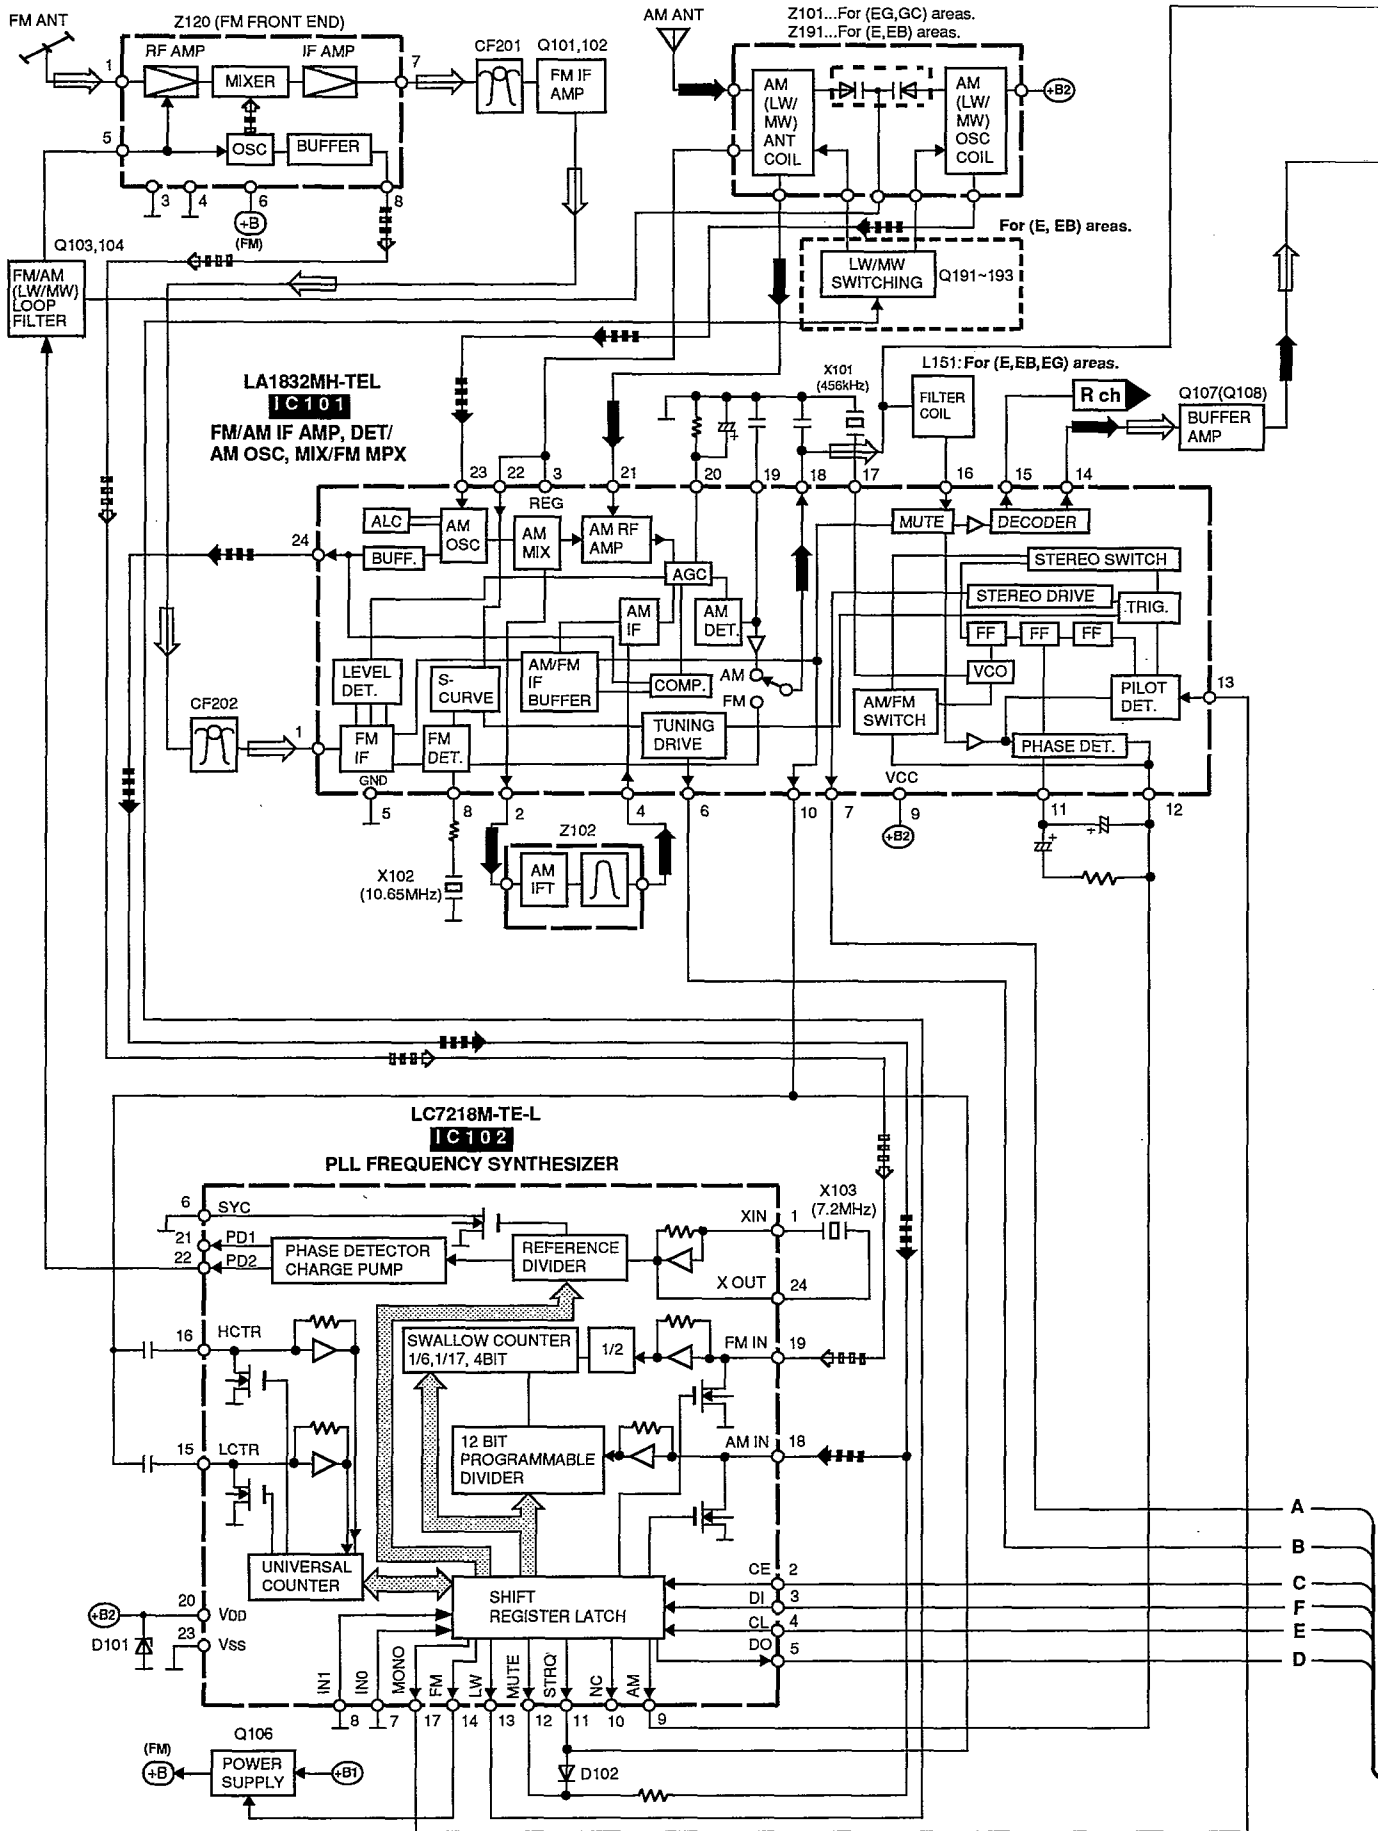 FM ANT
Z120 (FM FRONT END)
RF AMP
IF AMP
1
MIXER
7
5
OSC
BUFFER
3
4
6
8
+B
(FM)
CF201
Q101,102
FM IF
AMP
AM ANT
Z101...For (EG,GC) areas.
Z191...For (E,EB) areas.
AM
(LW/
MW)
ANT
COIL
AM
(LW/
MW)
OSC
COIL
+B2
For (E, EB) areas.
LW/MW
SWITCHING
Q191~193
Q103,104
FM/AM
(LW/MW)
LOOP
FILTER
LA1832MH-TEL
IC101
FM/AM IF AMP, DET/
AM OSC, MIX/FM MPX
X101
(456kHz)
L151: For (E,EB,EG) areas.
FILTER
COIL
R ch
Q107(Q108)
BUFFER
AMP
23
22
3
21
20
19
18
17
16
15
14
REG
ALC
AM
OSC
AM
MIX
AM RF
AMP
MUTE
DECODER
24
BUFF.
AGC
STEREO SWITCH
STEREO DRIVE
TRIG.
AM
IF
AM
DET.
FF
FF
FF
LEVEL
DET.
S-
CURVE
AM/FM
IF
BUFFER
COMP.
AM
FM
VCO
AM/FM
SWITCH
PILOT
DET.
13
CF202
1
FM
IF
FM
DET.
TUNING
DRIVE
PHASE DET.
GND
VCC
5
8
2
4
6
10
7
9
11
12
+B2
X102
(10.65MHz)
Z102
AM
IFT
LC7218M-TE-L
IC102
PLL FREQUENCY SYNTHESIZER
6
SYC
21
PD1
22
PD2
PHASE DETECTOR
CHARGE PUMP
REFERENCE
DIVIDER
XIN
1
X103
(7.2MHz)
X OUT
24
16
HCTR
SWALLOW COUNTER
1/6,1/17, 4BIT
1/2
FM IN
19
15
LCTR
12 BIT
PROGRAMMABLE
DIVIDER
AM IN
18
UNIVERSAL
COUNTER
SHIFT
REGISTER LATCH
CE
2
DI
3
CL
4
DO
5
A
B
C
F
E
D
+B2
20
VDD
D101
23
VSS
IN1
IN0
MONO
FM
LW
MUTE
STRQ
NC
AM
8
7
17
14
13
12
11
10
9
(FM)
+B
Q106
POWER
SUPPLY
+B1
D102